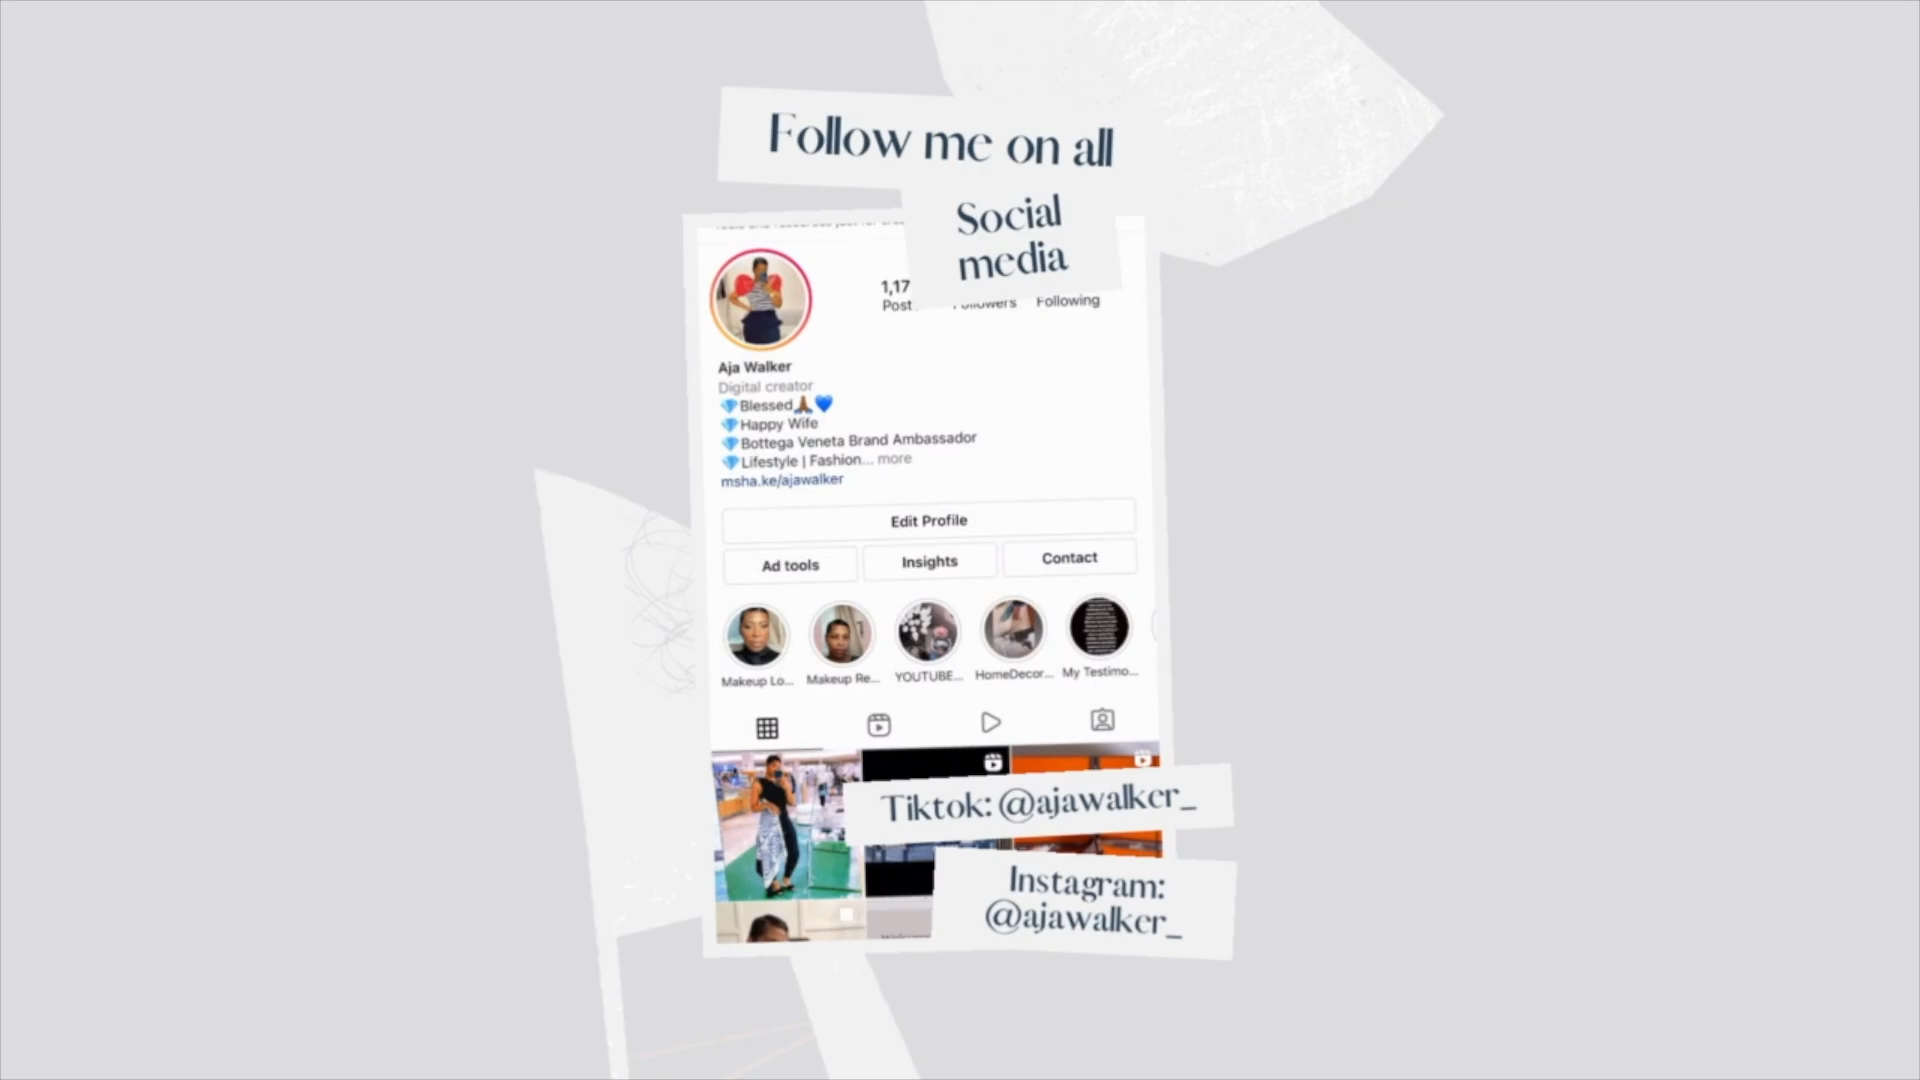 Follow me on all
Social
media
1,17
Post
Followers
Following
Aja Walker
Digital creator
💎Blessed🙏🏾💙
💎Happy Wife
💎Bottega Veneta Brand Ambassador
💎Lifestyle | Fashion... more
msha.ke/ajawalker
Edit Profile
Ad tools
Insights
Contact
Makeup Lo...
Makeup Re...
YOUTUBE...
HomeDecor...
My Testimo...
Tiktok: @ajawalker_
Instagram:
@ajawalker_